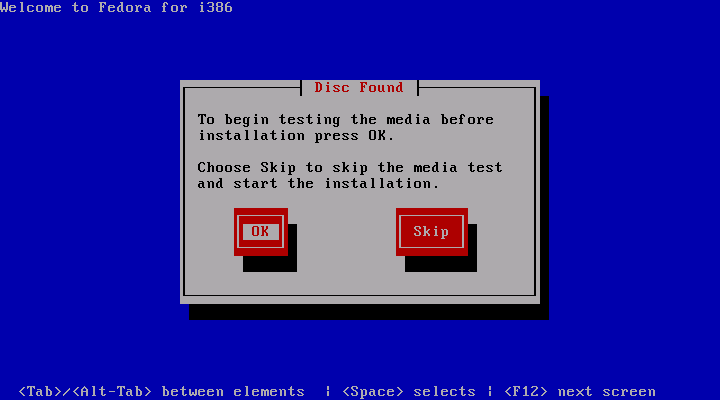 Welcome to Fedora for i386
Disc Found
To begin testing the media before
installation press OK.
Choose Skip to skip the media test
and start the installation.
OK
Skip
<Tab>/<Alt-Tab> between elements | <Space> selects | <F12> next screen